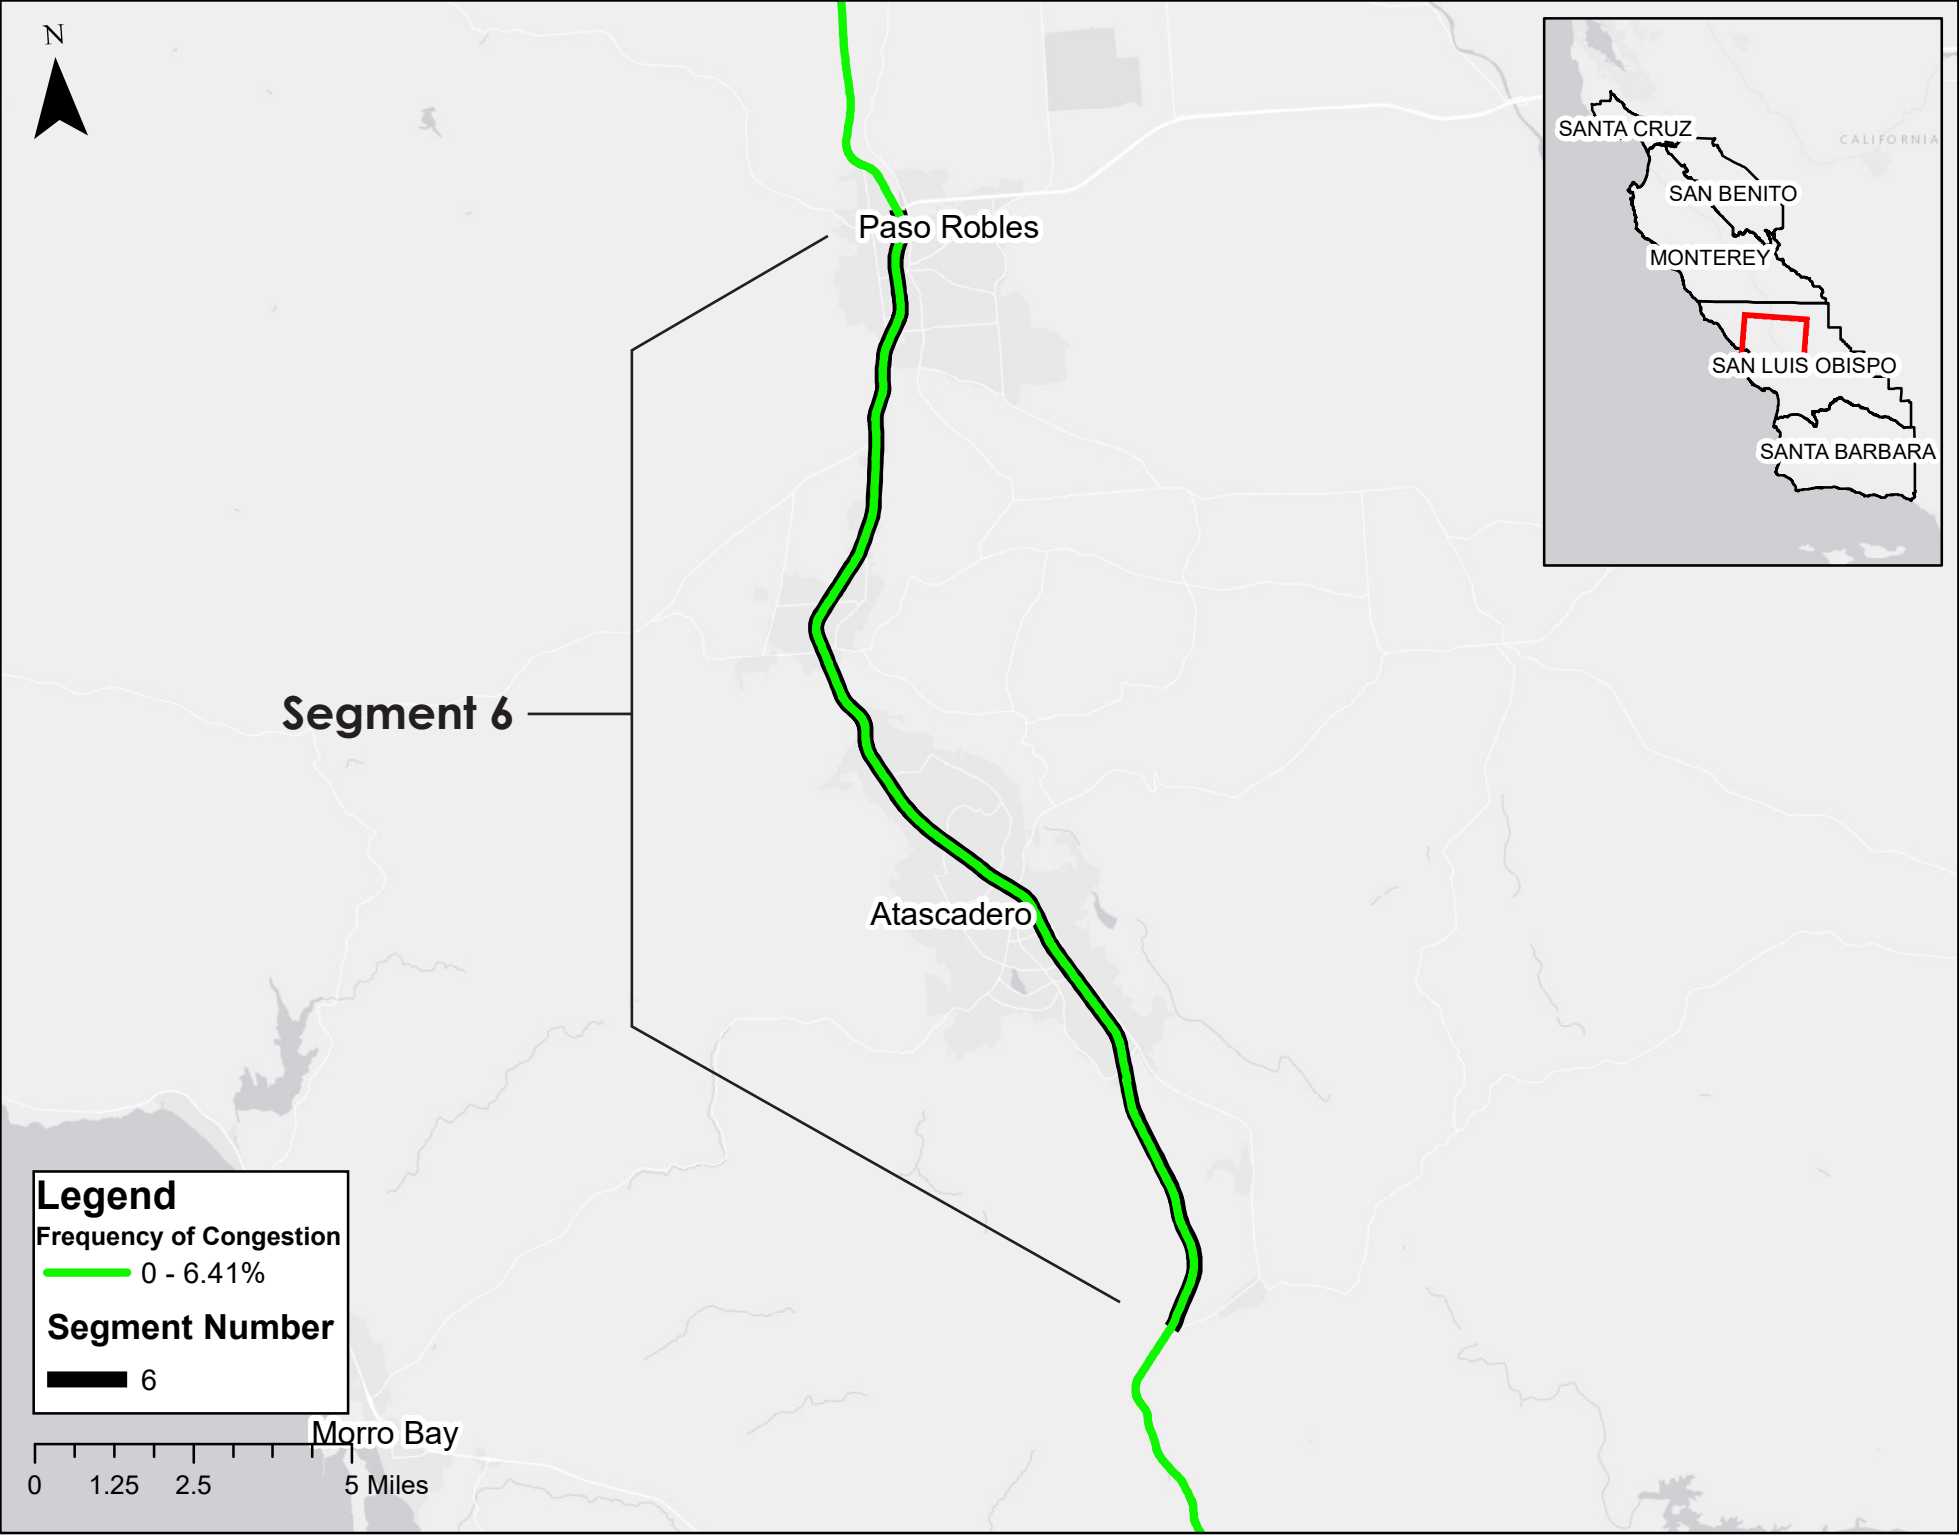 N
SANTA CRUZ
CALIFORNIA
SAN BENITO
MONTEREY
SAN LUIS OBISPO
SANTA BARBARA
Paso Robles
Segment 6
Atascadero
Legend
Frequency of Congestion
0 - 6.41%
Segment Number
6
Morro Bay
0 1.25 2.5 5 Miles